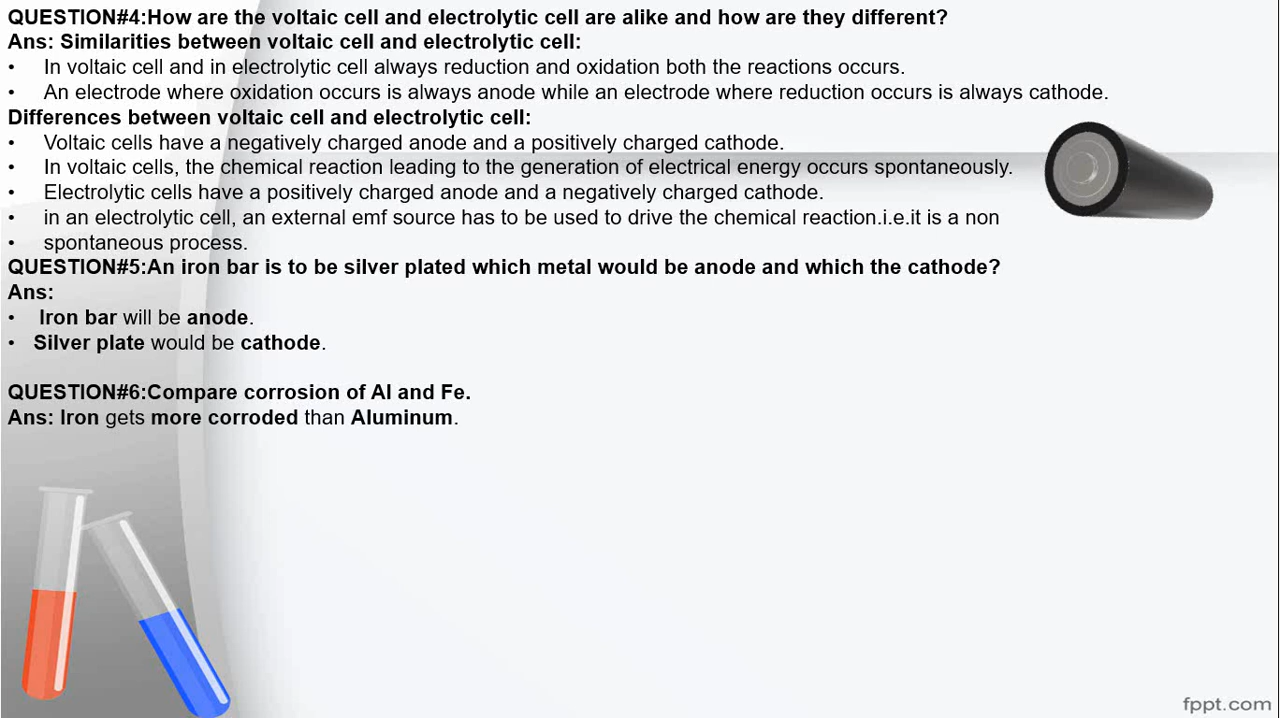 QUESTION#4:How are the voltaic cell and electrolytic cell are alike and how are they different?
Ans: Similarities between voltaic cell and electrolytic cell:
• In voltaic cell and in electrolytic cell always reduction and oxidation both the reactions occurs.
• An electrode where oxidation occurs is always anode while an electrode where reduction occurs is always cathode.
Differences between voltaic cell and electrolytic cell:
• Voltaic cells have a negatively charged anode and a positively charged cathode.
• In voltaic cells, the chemical reaction leading to the generation of electrical energy occurs spontaneously.
• Electrolytic cells have a positively charged anode and a negatively charged cathode.
• in an electrolytic cell, an external emf source has to be used to drive the chemical reaction.i.e.it is a non
• spontaneous process.
QUESTION#5:An iron bar is to be silver plated which metal would be anode and which the cathode?
Ans:
• Iron bar will be anode.
• Silver plate would be cathode.
QUESTION#6:Compare corrosion of Al and Fe.
Ans: Iron gets more corroded than Aluminum.
fppt.com